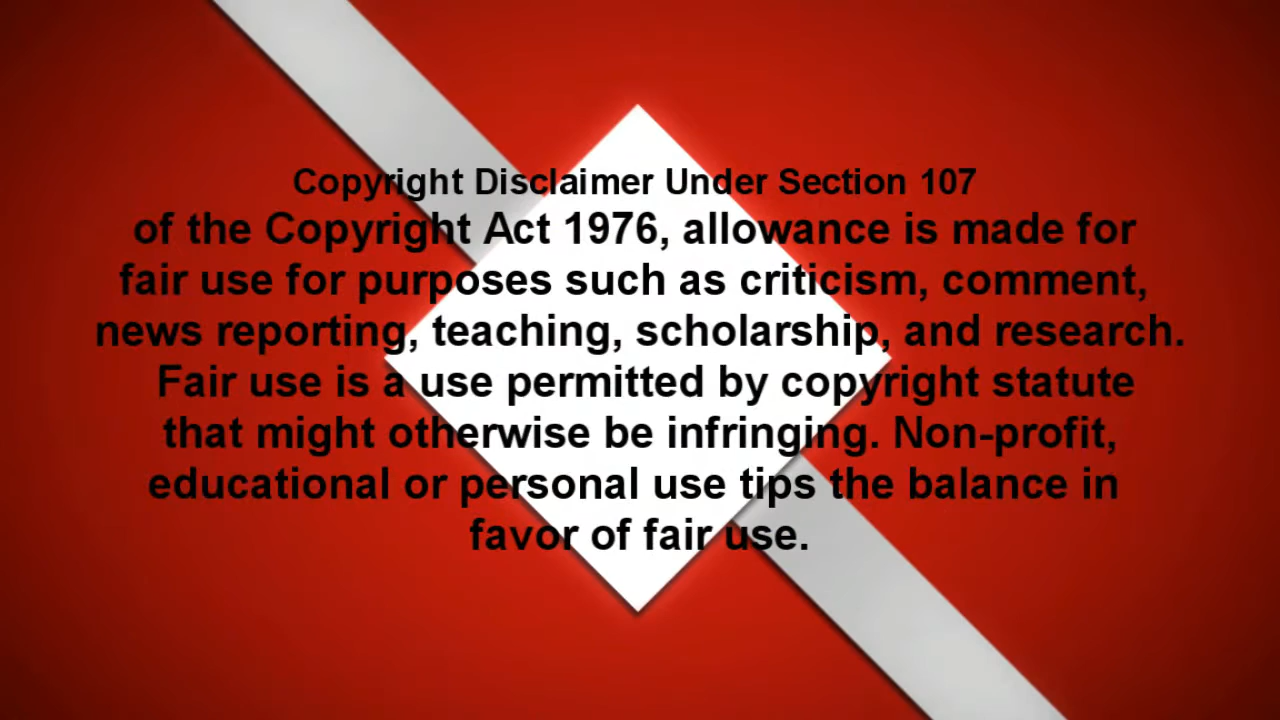 Copyright Disclaimer Under Section 107
of the Copyright Act 1976, allowance is made for
fair use for purposes such as criticism, comment,
news reporting, teaching, scholarship, and research.
Fair use is a use permitted by copyright statute
that might otherwise be infringing. Non-profit,
educational or personal use tips the balance in
favor of fair use.